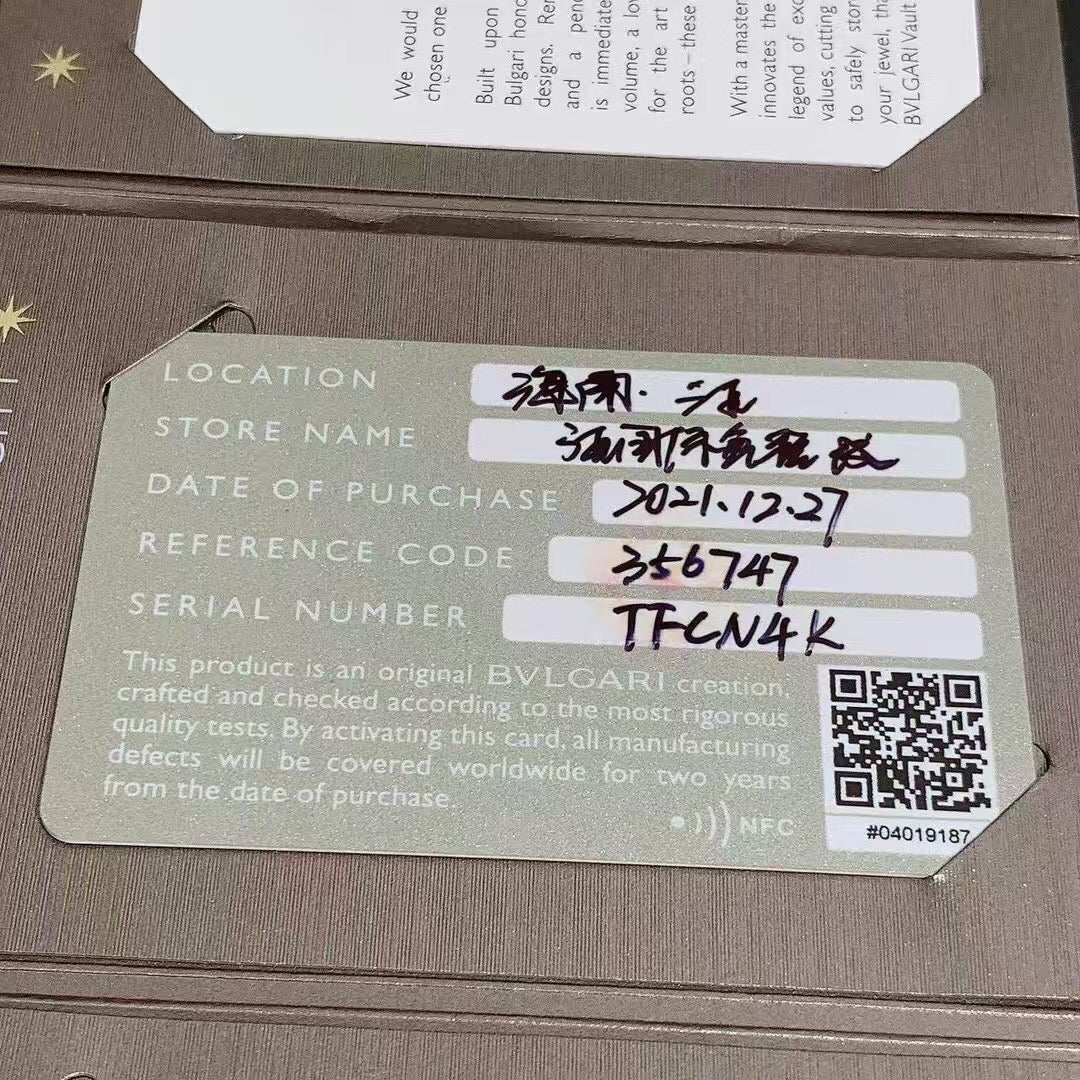 We would
chosen one
Built upon
Bulgari hono
designs. Rem
and a pend
is immediate
volume, a lov
for the art
roots – these
With a master
innovates the
legend of exc
values, cutting
to safely stor
your jewel, tha
BVLGARI Vault
LOCATION 海南·三亚
STORE NAME
DATE OF PURCHASE 2021.12.27
REFERENCE CODE 356747
SERIAL NUMBER TFCN4K
This product is an original BVLGARI creation,
crafted and checked according to the most rigorous
quality tests. By activating this card, all manufacturing
defects will be covered worldwide for two years
from the date of purchase.
NFC
#04019187